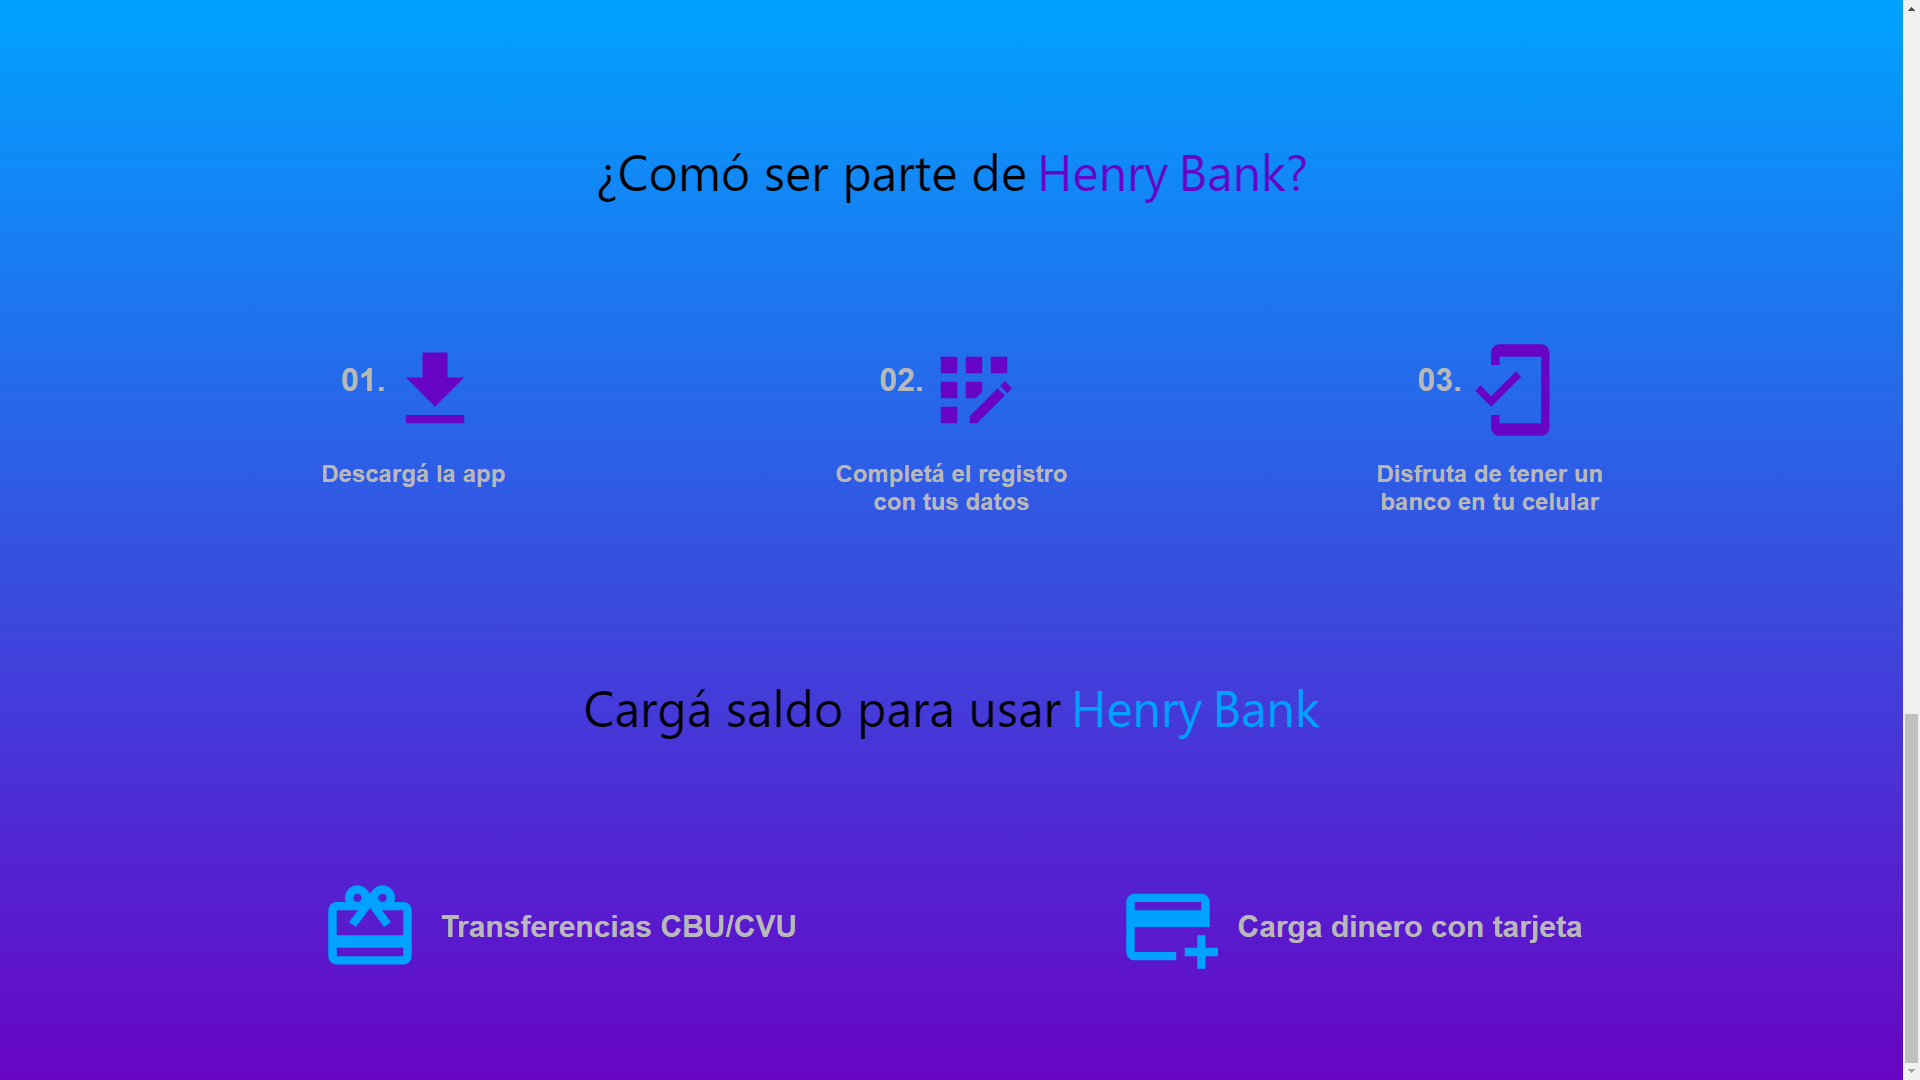 ¿Comó ser parte de Henry Bank?
01.
Descargá la app
02.
Completá el registro
con tus datos
03.
Disfruta de tener un
banco en tu celular
Cargá saldo para usar Henry Bank
Transferencias CBU/CVU
Carga dinero con tarjeta